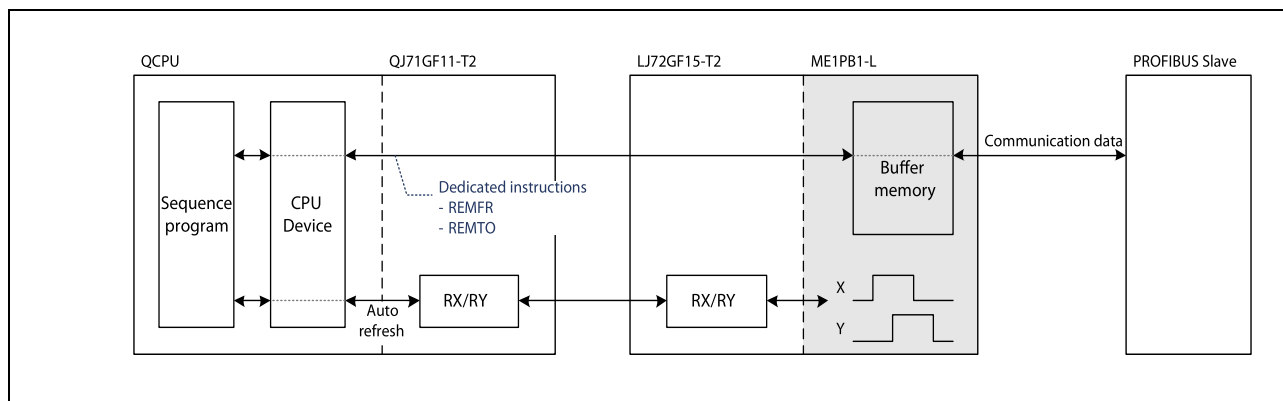 QCPU
QJ71GF11-T2
LJ72GF15-T2
ME1PB1-L
PROFIBUS Slave
Communication data
Sequence
program
CPU
Device
Dedicated instructions
- REMFR
- REMTO
Buffer
memory
Auto
refresh
RX/RY
RX/RY
X
Y